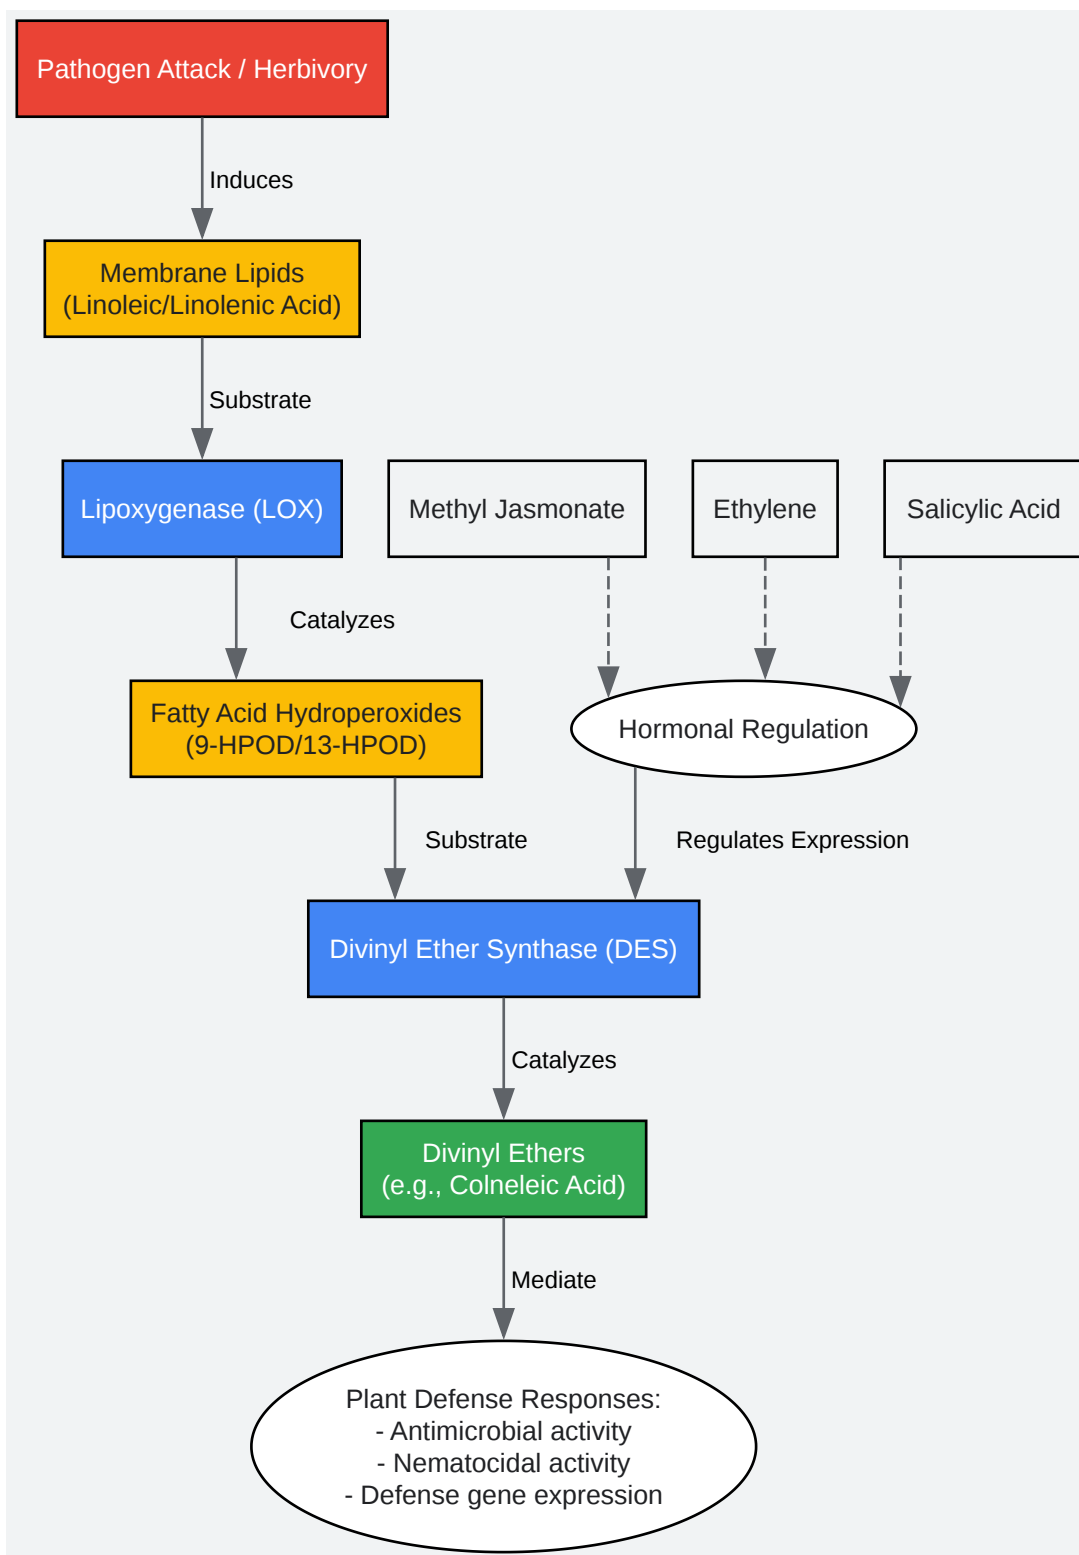 Pathogen Attack / Herbivory
Induces
Membrane Lipids
(Linoleic/Linolenic Acid)
Substrate
Lipoxygenase (LOX)
Methyl Jasmonate
Ethylene
Salicylic Acid
Catalyzes
Fatty Acid Hydroperoxides
(9-HPOD/13-HPOD)
Hormonal Regulation
Substrate
Regulates Expression
Divinyl Ether Synthase (DES)
Catalyzes
Divinyl Ethers
(e.g., Colneleic Acid)
Mediate
Plant Defense Responses:
- Antimicrobial activity
- Nematocidal activity
- Defense gene expression